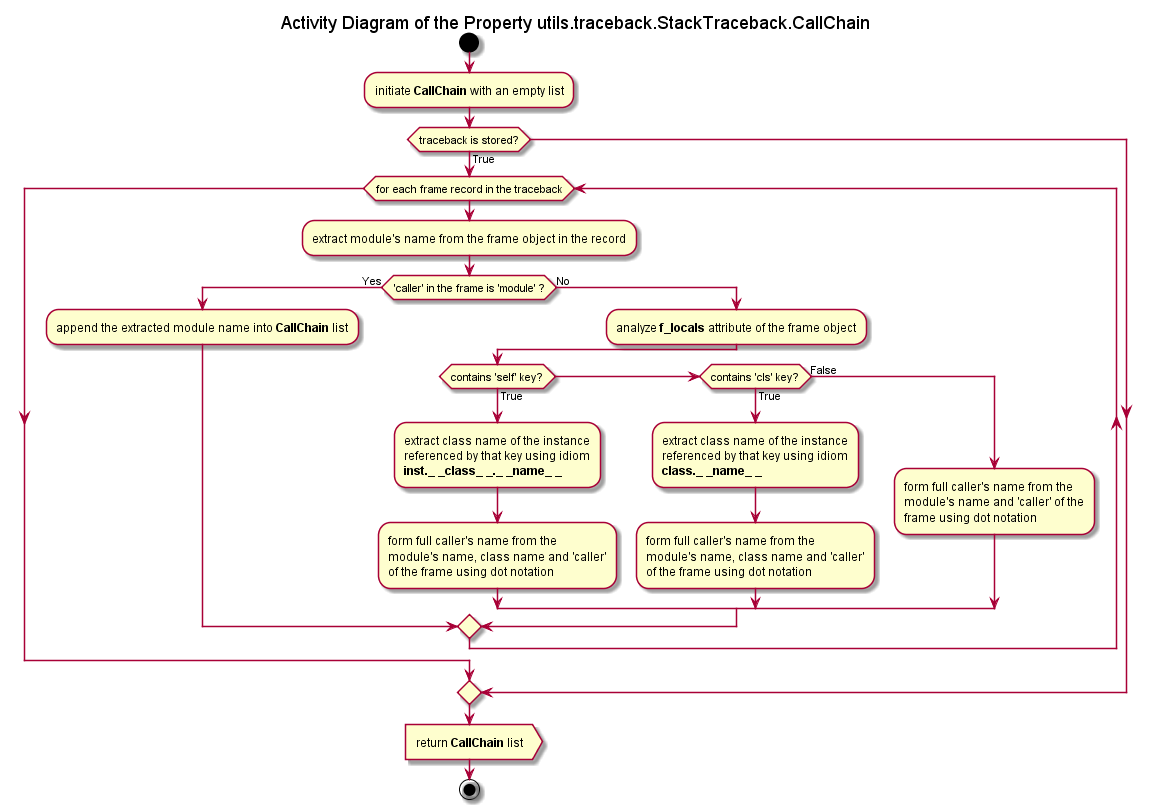 Activity Diagram of the Property utils.traceback.StackTraceback.CallChain
initiate CallChain with an empty list
traceback is stored?
True
for each frame record in the traceback
extract module's name from the frame object in the record
Yes
'caller' in the frame is 'module' ?
No
append the extracted module name into CallChain list
analyze f_locals attribute of the frame object
contains 'self' key?
True
contains 'cls' key?
True
False
extract class name of the instance
referenced by that key using idiom
inst._ _class_ _._ _name_ _
extract class name of the instance
referenced by that key using idiom
class._ _name_ _
form full caller's name from the
module's name and 'caller' of the
frame using dot notation
form full caller's name from the
module's name, class name and 'caller'
of the frame using dot notation
form full caller's name from the
module's name, class name and 'caller'
of the frame using dot notation
return CallChain list